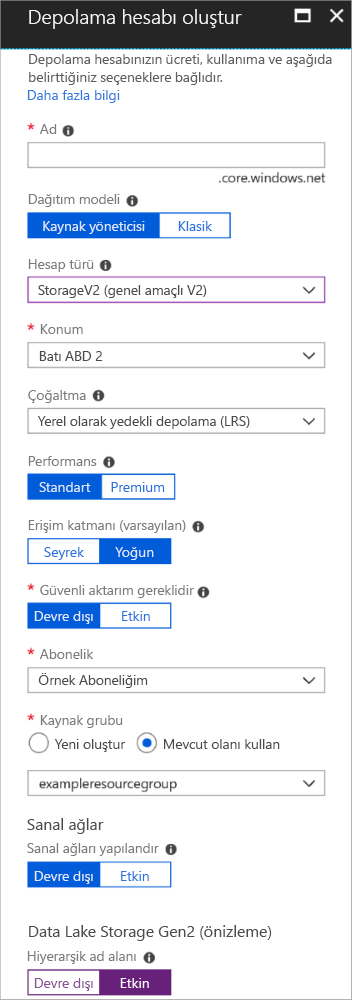 Depolama hesabı oluştur
Depolama hesabınızın ücreti, kullanıma ve aşağıda
belirttiğiniz seçeneklere bağlıdır.
Daha fazla bilgi
* Ad
.core.windows.net
Dağıtım modeli
Kaynak yöneticisi Klasik
Hesap türü
StorageV2 (genel amaçlı V2)
* Konum
Batı ABD 2
Çoğaltma
Yerel olarak yedekli depolama (LRS)
Performans
Standart Premium
Erişim katmanı (varsayılan)
Seyrek Yoğun
* Güvenli aktarım gereklidir
Devre dışı Etkin
* Abonelik
Örnek Aboneliğim
* Kaynak grubu
Yeni oluştur Mevcut olanı kullan
exampleresourcegroup
Sanal ağlar
Sanal ağları yapılandır
Devre dışı Etkin
Data Lake Storage Gen2 (önizleme)
Hiyerarşik ad alanı
Devre dışı Etkin